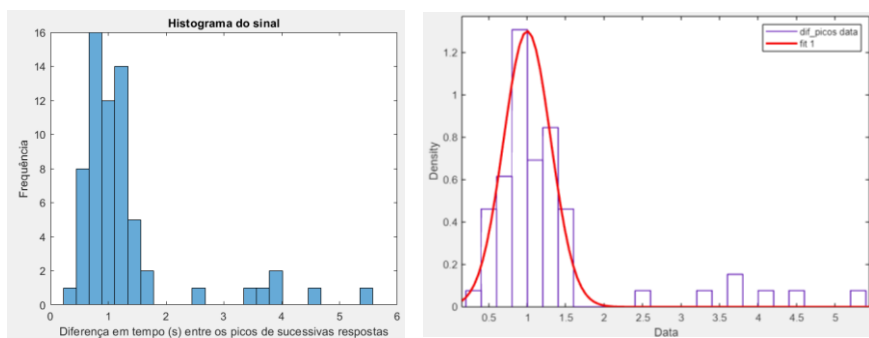 Histograma do sinal
16
14
12
10
8
6
4
2
0
Frequência
0 1 2 3 4 5 6
Diferença em tempo (s) entre os picos de sucessivas respostas
dif_picos data
fit 1
1.2
1
0.8
0.6
0.4
0.2
0
Density
0.5 1 1.5 2 2.5 3 3.5 4 4.5 5
Data